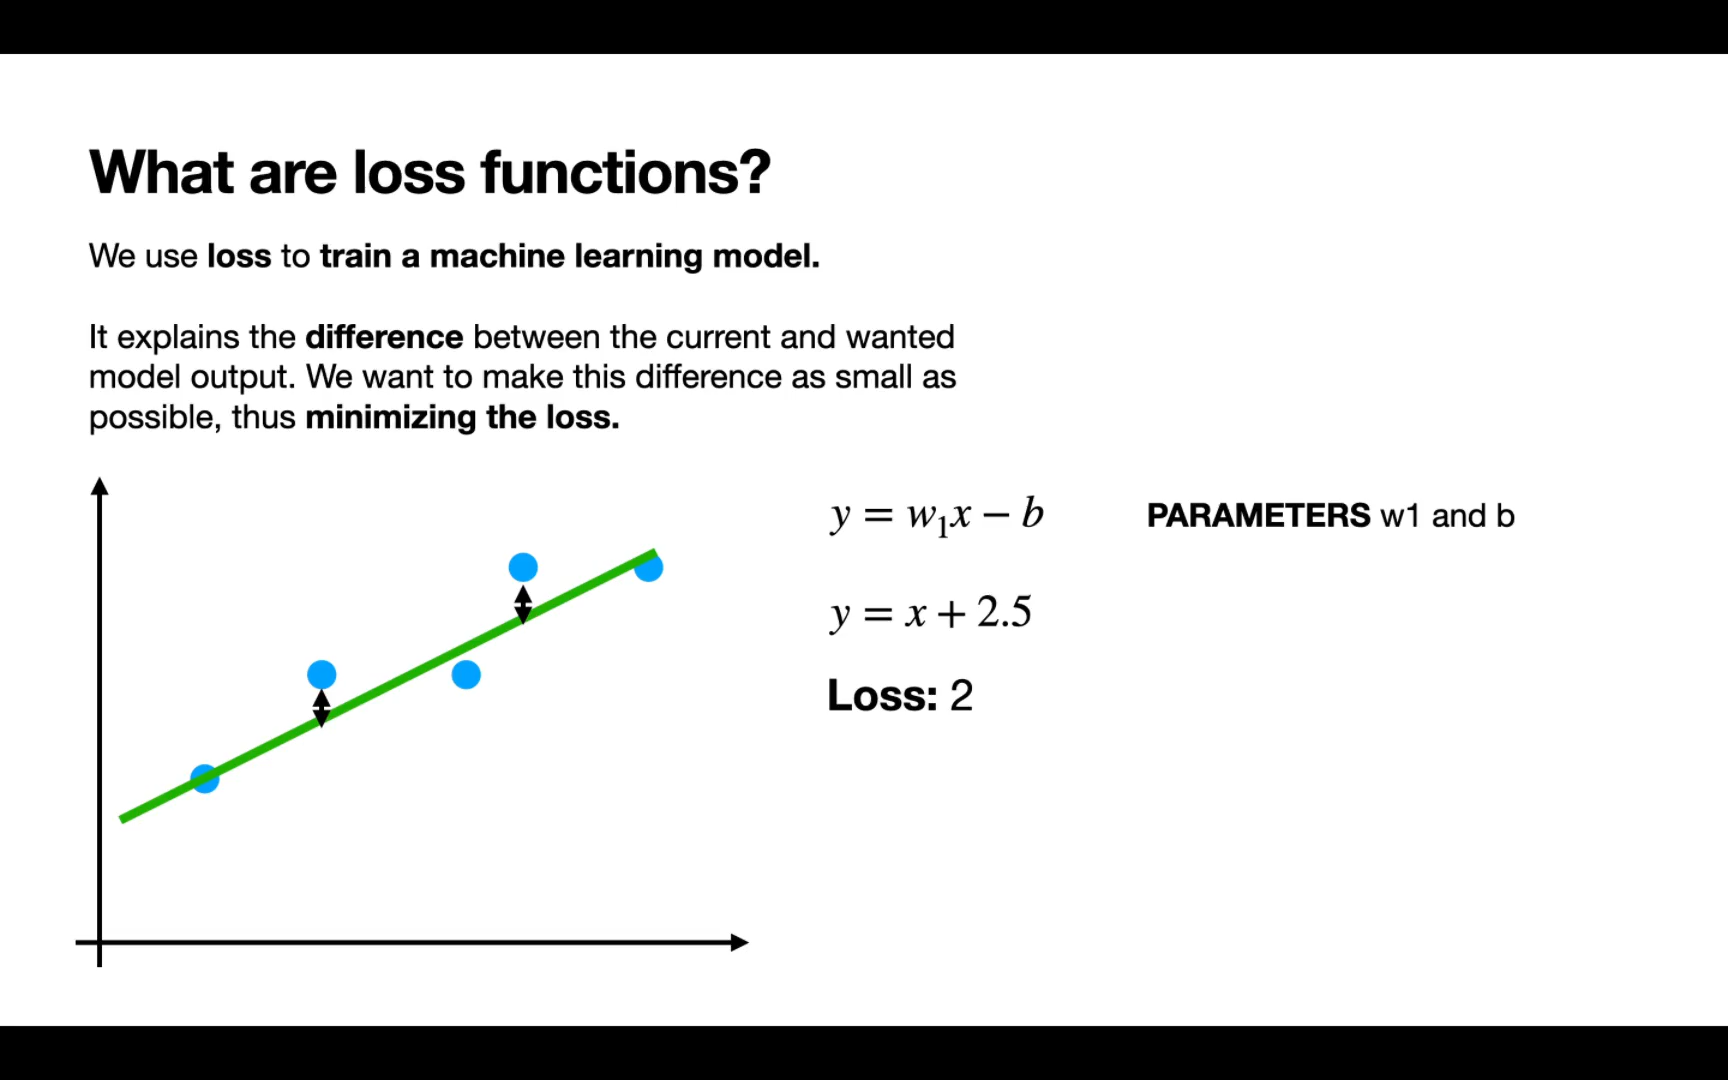 What are loss functions?
We use loss to train a machine learning model.
It explains the difference between the current and wanted
model output. We want to make this difference as small as
possible, thus minimizing the loss.
y = w₁x − b
PARAMETERS w1 and b
y = x + 2.5
Loss: 2